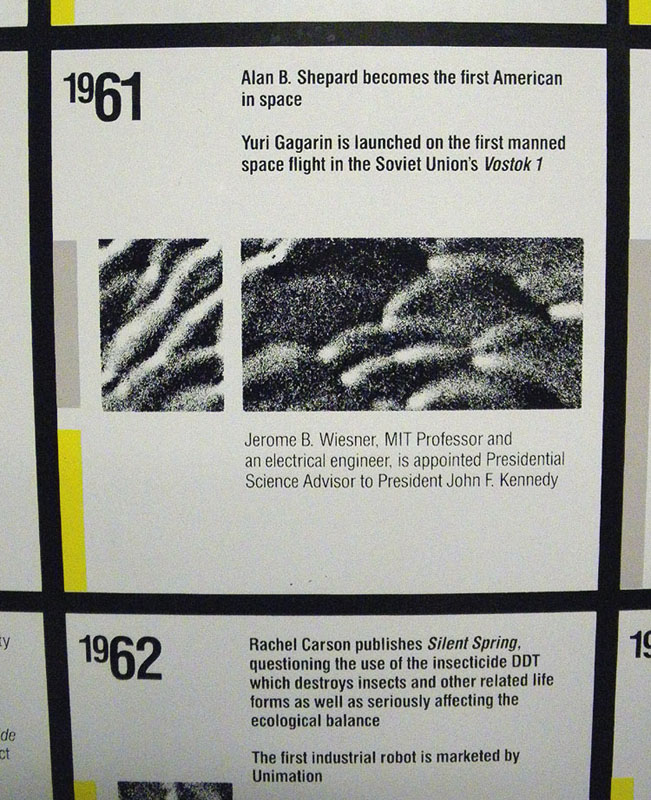 1961
Alan B. Shepard becomes the first American
in space
Yuri Gagarin is launched on the first manned
space flight in the Soviet Union's Vostok 1
Jerome B. Wiesner, MIT Professor and
an electrical engineer, is appointed Presidential
Science Advisor to President John F. Kennedy
1962
Rachel Carson publishes Silent Spring,
questioning the use of the insecticide DDT
which destroys insects and other related life
forms as well as seriously affecting the
ecological balance
The first industrial robot is marketed by
Unimation